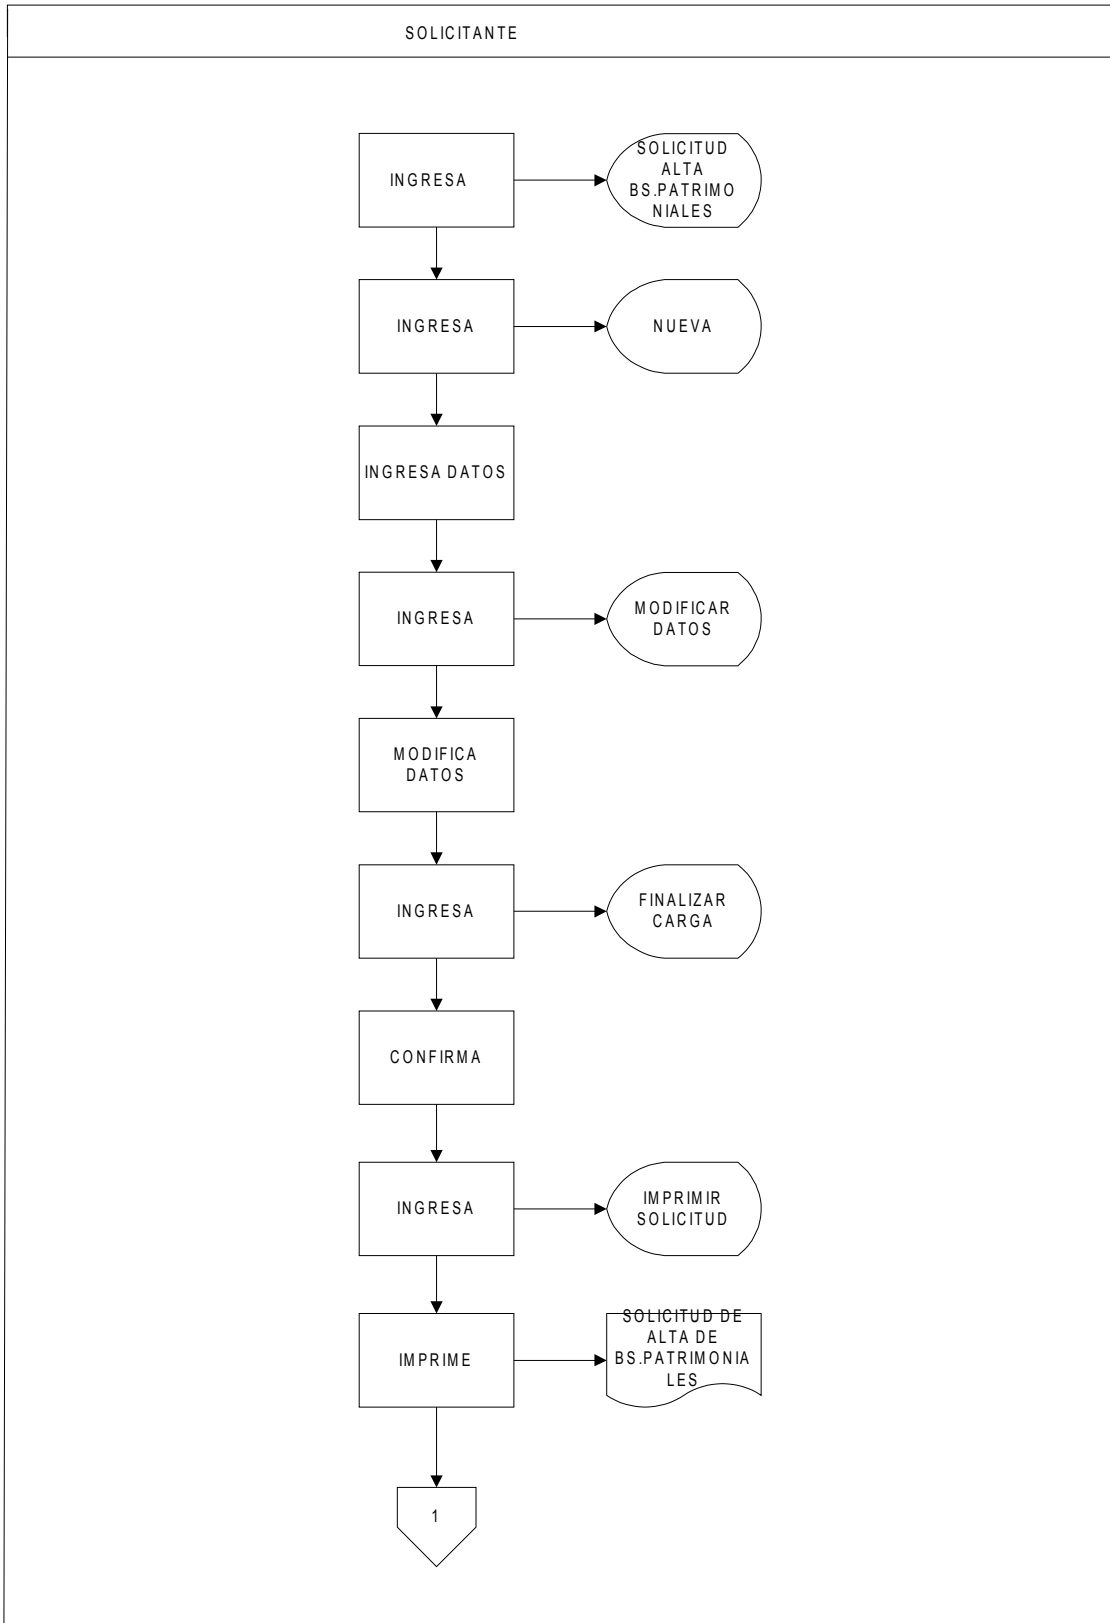 SOLICITANTE
INGRESA
SOLICITUD
ALTA
BS.PATRIMO
NIALES
INGRESA
NUEVA
INGRESA DATOS
INGRESA
MODIFICAR
DATOS
MODIFICA
DATOS
INGRESA
FINALIZAR
CARGA
CONFIRMA
INGRESA
IMPRIMIR
SOLICITUD
IMPRIME
SOLICITUD DE
ALTA DE
BS.PATRIMONIA
LES
1